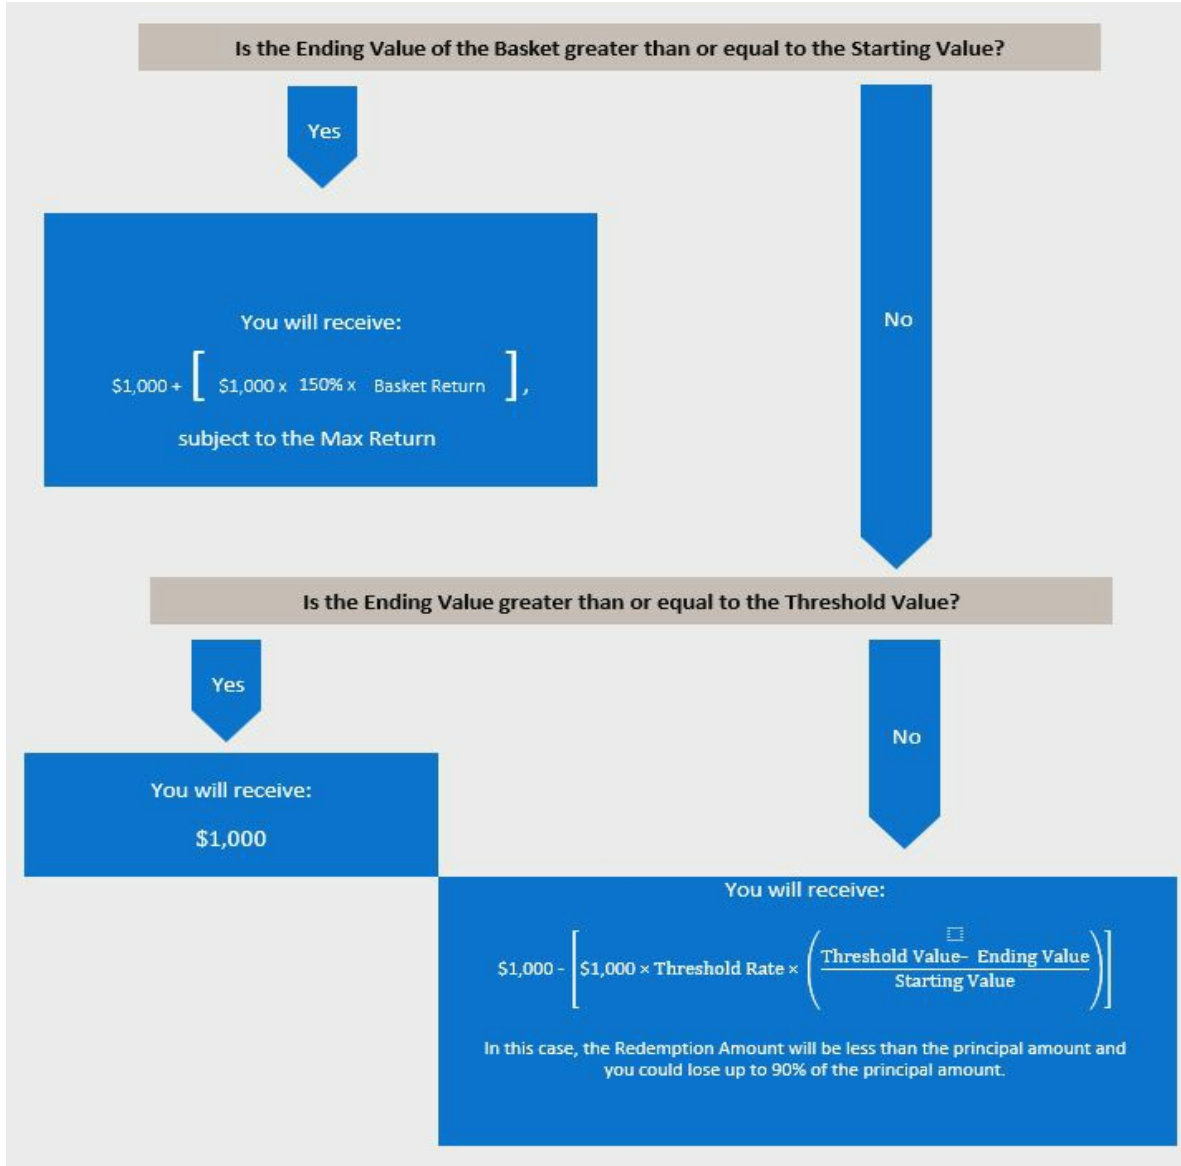 Is the Ending Value of the Basket greater than or equal to the Starting Value?
Yes
No
You will receive:
$1,000 + [ $1,000 x 150% x Basket Return ],
subject to the Max Return
Is the Ending Value greater than or equal to the Threshold Value?
Yes
No
You will receive:
$1,000
You will receive:
$1,000 - [$1,000 × Threshold Rate × (Threshold Value– Ending Value
Starting Value)]
In this case, the Redemption Amount will be less than the principal amount and
you could lose up to 90% of the principal amount.